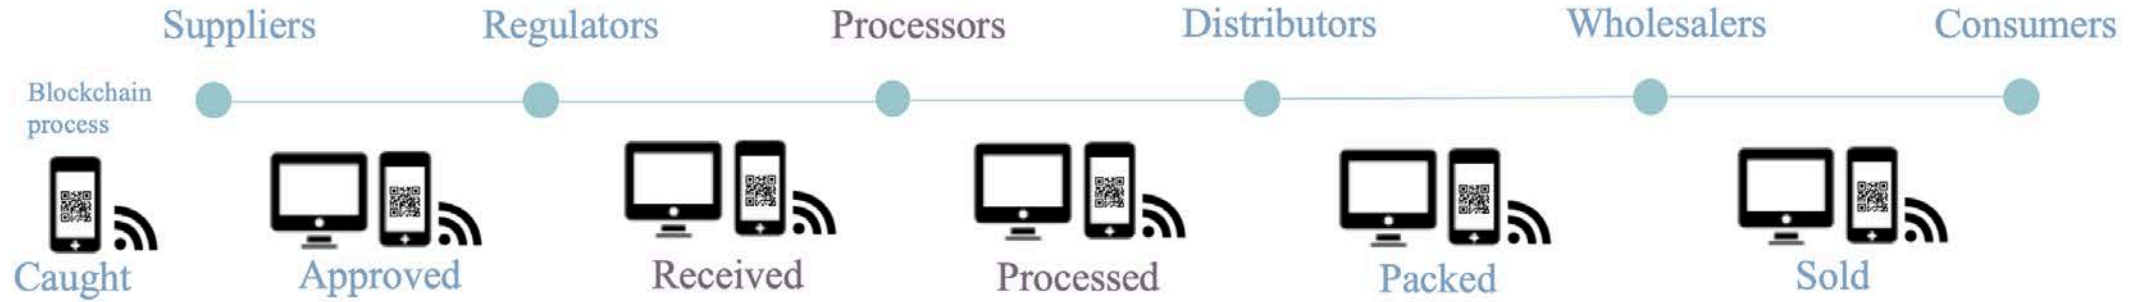 Suppliers Regulators Processors Distributors Wholesalers Consumers
Blockchain
process
Caught Approved Received Processed Packed Sold